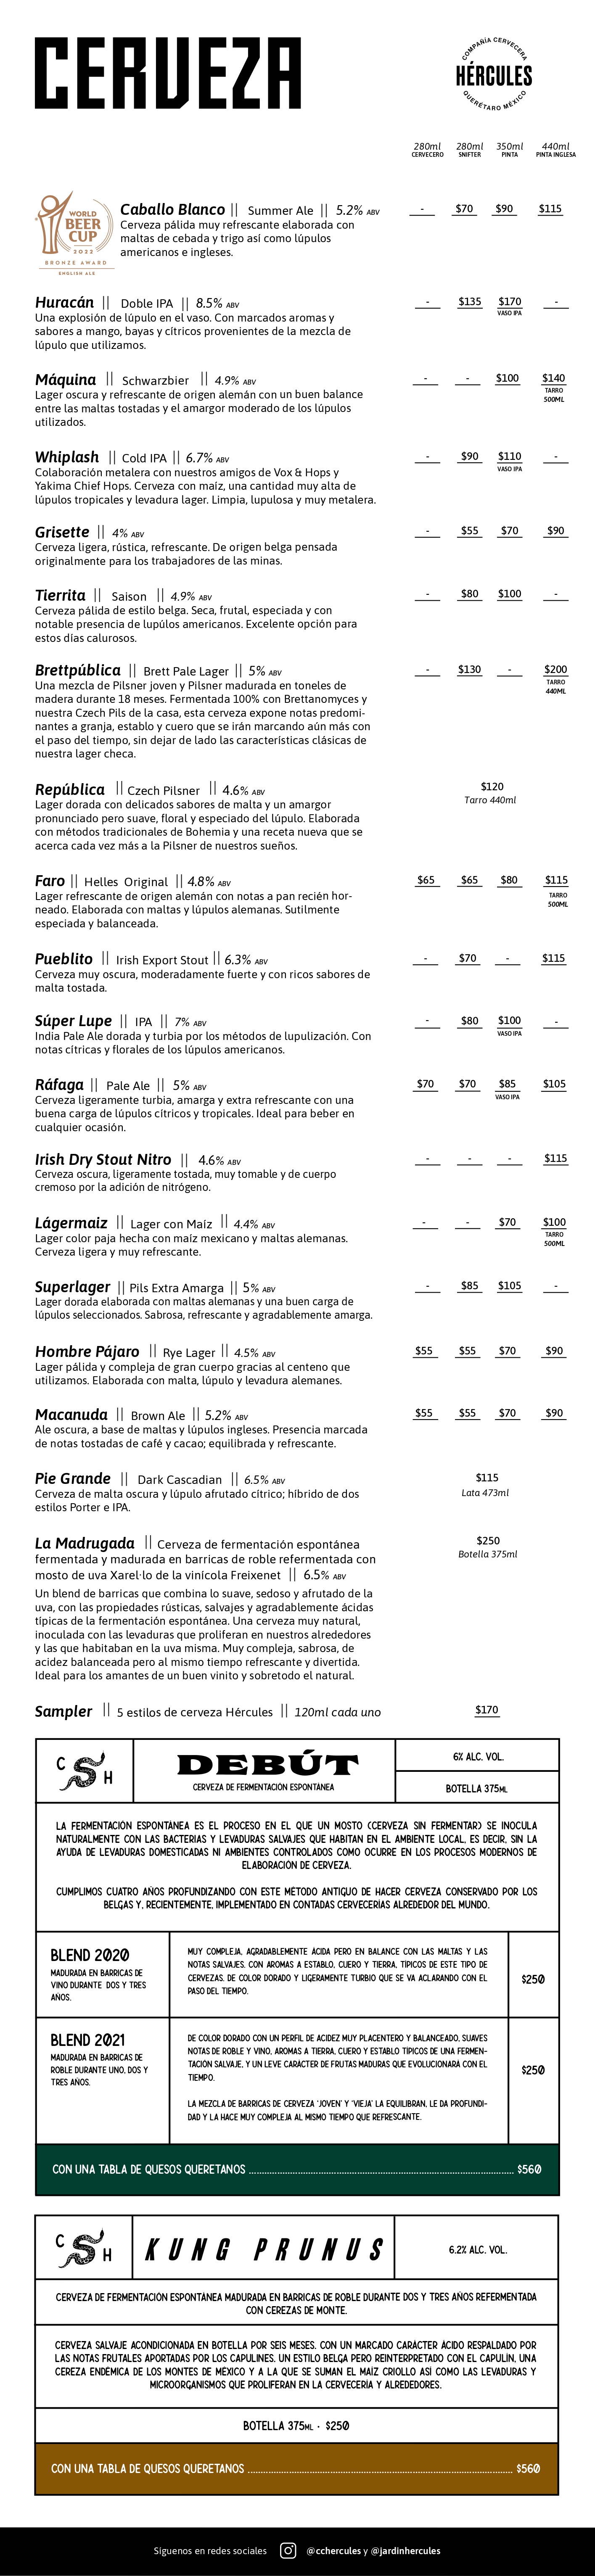 CERVEZA
COMPAÑÍA CERVECERA
HÉRCULES
QUERÉTARO MÉXICO
280ml 280ml 350ml 440ml
CERVECERO SNIFTER PINTA PINTA INGLESA
WORLD
BEER
CUP
2022
BRONZE AWARD
ENGLISH ALE
Caballo Blanco || Summer Ale || 5.2% ABV - $70 $90 $115
Cerveza pálida muy refrescante elaborada con
maltas de cebada y trigo así como lúpulos
americanos e ingleses.
Huracán || Doble IPA || 8.5% ABV - $135 $170 -
VASO IPA
Una explosión de lúpulo en el vaso. Con marcados aromas y
sabores a mango, bayas y cítricos provenientes de la mezcla de
lúpulo que utilizamos.
Máquina || Schwarzbier || 4.9% ABV - - $100 $140
TARRO
500ML
Lager oscura y refrescante de origen alemán con un buen balance
entre las maltas tostadas y el amargor moderado de los lúpulos
utilizados.
Whiplash || Cold IPA || 6.7% ABV - $90 $110 -
VASO IPA
Colaboración metalera con nuestros amigos de Vox & Hops y
Yakima Chief Hops. Cerveza con maíz, una cantidad muy alta de
lúpulos tropicales y levadura lager. Limpia, lupulosa y muy metalera.
Grisette || 4% ABV - $55 $70 $90
Cerveza ligera, rústica, refrescante. De origen belga pensada
originalmente para los trabajadores de las minas.
Tierrita || Saison || 4.9% ABV - $80 $100 -
Cerveza pálida de estilo belga. Seca, frutal, especiada y con
notable presencia de lupúlos americanos. Excelente opción para
estos días calurosos.
Brettpública || Brett Pale Lager || 5% ABV - $130 - $200
TARRO
440ML
Una mezcla de Pilsner joven y Pilsner madurada en toneles de
madera durante 18 meses. Fermentada 100% con Brettanomyces y
nuestra Czech Pils de la casa, esta cerveza expone notas predomi-
nantes a granja, establo y cuero que se irán marcando aún más con
el paso del tiempo, sin dejar de lado las características clásicas de
nuestra lager checa.
República || Czech Pilsner || 4.6% ABV $120
Tarro 440ml
Lager dorada con delicados sabores de malta y un amargor
pronunciado pero suave, floral y especiado del lúpulo. Elaborada
con métodos tradicionales de Bohemia y una receta nueva que se
acerca cada vez más a la Pilsner de nuestros sueños.
Faro || Helles Original || 4.8% ABV $65 $65 $80 $115
TARRO
500ML
Lager refrescante de origen alemán con notas a pan recién hor-
neado. Elaborada con maltas y lúpulos alemanas. Sutilmente
especiada y balanceada.
Pueblito || Irish Export Stout || 6.3% ABV - $70 - $115
Cerveza muy oscura, moderadamente fuerte y con ricos sabores de
malta tostada.
Súper Lupe || IPA || 7% ABV - $80 $100 -
VASO IPA
India Pale Ale dorada y turbia por los métodos de lupulización. Con
notas cítricas y florales de los lúpulos americanos.
Ráfaga || Pale Ale || 5% ABV $70 $70 $85 $105
VASO IPA
Cerveza ligeramente turbia, amarga y extra refrescante con una
buena carga de lúpulos cítricos y tropicales. Ideal para beber en
cualquier ocasión.
Irish Dry Stout Nitro || 4.6% ABV - - - $115
Cerveza oscura, ligeramente tostada, muy tomable y de cuerpo
cremoso por la adición de nitrógeno.
Lágermaiz || Lager con Maíz || 4.4% ABV - - $70 $100
TARRO
500ML
Lager color paja hecha con maíz mexicano y maltas alemanas.
Cerveza ligera y muy refrescante.
Superlager || Pils Extra Amarga || 5% ABV - $85 $105 -
Lager dorada elaborada con maltas alemanas y una buen carga de
lúpulos seleccionados. Sabrosa, refrescante y agradablemente amarga.
Hombre Pájaro || Rye Lager || 4.5% ABV $55 $55 $70 $90
Lager pálida y compleja de gran cuerpo gracias al centeno que
utilizamos. Elaborada con malta, lúpulo y levadura alemanes.
Macanuda || Brown Ale || 5.2% ABV $55 $55 $70 $90
Ale oscura, a base de maltas y lúpulos ingleses. Presencia marcada
de notas tostadas de café y cacao; equilibrada y refrescante.
Pie Grande || Dark Cascadian || 6.5% ABV $115
Lata 473ml
Cerveza de malta oscura y lúpulo afrutado cítrico; híbrido de dos
estilos Porter e IPA.
La Madrugada || Cerveza de fermentación espontánea $250
Botella 375ml
fermentada y madurada en barricas de roble refermentada con
mosto de uva Xarel·lo de la vinícola Freixenet || 6.5% ABV
Un blend de barricas que combina lo suave, sedoso y afrutado de la
uva, con las propiedades rústicas, salvajes y agradablemente ácidas
típicas de la fermentación espontánea. Una cerveza muy natural,
inoculada con las levaduras que proliferan en nuestros alrededores
y las que habitaban en la uva misma. Muy compleja, sabrosa, de
acidez balanceada pero al mismo tiempo refrescante y divertida.
Ideal para los amantes de un buen vinito y sobretodo el natural.
Sampler || 5 estilos de cerveza Hércules || 120ml cada uno $170
C H
DEBÚT
CERVEZA DE FERMENTACIÓN ESPONTÁNEA
6% ALC. VOL.
BOTELLA 375ML
LA FERMENTACIÓN ESPONTÁNEA ES EL PROCESO EN EL QUE UN MOSTO (CERVEZA SIN FERMENTAR) SE INOCULA
NATURALMENTE CON LAS BACTERIAS Y LEVADURAS SALVAJES QUE HABITAN EN EL AMBIENTE LOCAL, ES DECIR, SIN LA
AYUDA DE LEVADURAS DOMESTICADAS NI AMBIENTES CONTROLADOS COMO OCURRE EN LOS PROCESOS MODERNOS DE
ELABORACIÓN DE CERVEZA.
CUMPLIMOS CUATRO AÑOS PROFUNDIZANDO CON ESTE MÉTODO ANTIGUO DE HACER CERVEZA CONSERVADO POR LOS
BELGAS Y, RECIENTEMENTE, IMPLEMENTADO EN CONTADAS CERVECERÍAS ALREDEDOR DEL MUNDO.
BLEND 2020
MADURADA EN BARRICAS DE
VINO DURANTE DOS Y TRES
AÑOS.
MUY COMPLEJA, AGRADABLEMENTE ÁCIDA PERO EN BALANCE CON LAS MALTAS Y LAS
NOTAS SALVAJES. CON AROMAS A ESTABLO, CUERO Y TIERRA, TÍPICOS DE ESTE TIPO DE
CERVEZAS. DE COLOR DORADO Y LIGERAMENTE TURBIO QUE SE VA ACLARANDO CON EL
PASO DEL TIEMPO.
$250
BLEND 2021
MADURADA EN BARRICAS DE
ROBLE DURANTE UNO, DOS Y
TRES AÑOS.
DE COLOR DORADO CON UN PERFIL DE ACIDEZ MUY PLACENTERO Y BALANCEADO, SUAVES
NOTAS DE ROBLE Y VINO, AROMAS A TIERRA, CUERO Y ESTABLO TÍPICOS DE UNA FERMEN-
TACIÓN SALVAJE, Y UN LEVE CARÁCTER DE FRUTAS MADURAS QUE EVOLUCIONARÁ CON EL
TIEMPO.
LA MEZCLA DE BARRICAS DE CERVEZA 'JOVEN' Y 'VIEJA' LA EQUILIBRAN, LE DA PROFUNDI-
DAD Y LA HACE MUY COMPLEJA AL MISMO TIEMPO QUE REFRESCANTE.
$250
CON UNA TABLA DE QUESOS QUERETANOS ........ $560
C H
KUNG PRUNUS
6.2% ALC. VOL.
CERVEZA DE FERMENTACIÓN ESPONTÁNEA MADURADA EN BARRICAS DE ROBLE DURANTE DOS Y TRES AÑOS REFERMENTADA
CON CEREZAS DE MONTE.
CERVEZA SALVAJE ACONDICIONADA EN BOTELLA POR SEIS MESES, CON UN MARCADO CARÁCTER ÁCIDO RESPALDADO POR
LAS NOTAS FRUTALES APORTADAS POR LOS CAPULINES. UN ESTILO BELGA PERO REINTERPRETADO CON EL CAPULÍN, UNA
CEREZA ENDÉMICA DE LOS MONTES DE MÉXICO Y A LA QUE SE SUMAN EL MAÍZ CRIOLLO ASÍ COMO LAS LEVADURAS Y
MICROORGANISMOS QUE PROLIFERAN EN LA CERVECERÍA Y ALREDEDORES.
BOTELLA 375ML · $250
CON UNA TABLA DE QUESOS QUERETANOS ........ $560
Síguenos en redes sociales @cchercules y @jardinhercules